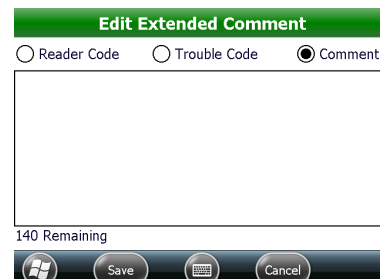 Edit Extended Comment
Reader Code Trouble Code Comment
140 Remaining
Save Cancel